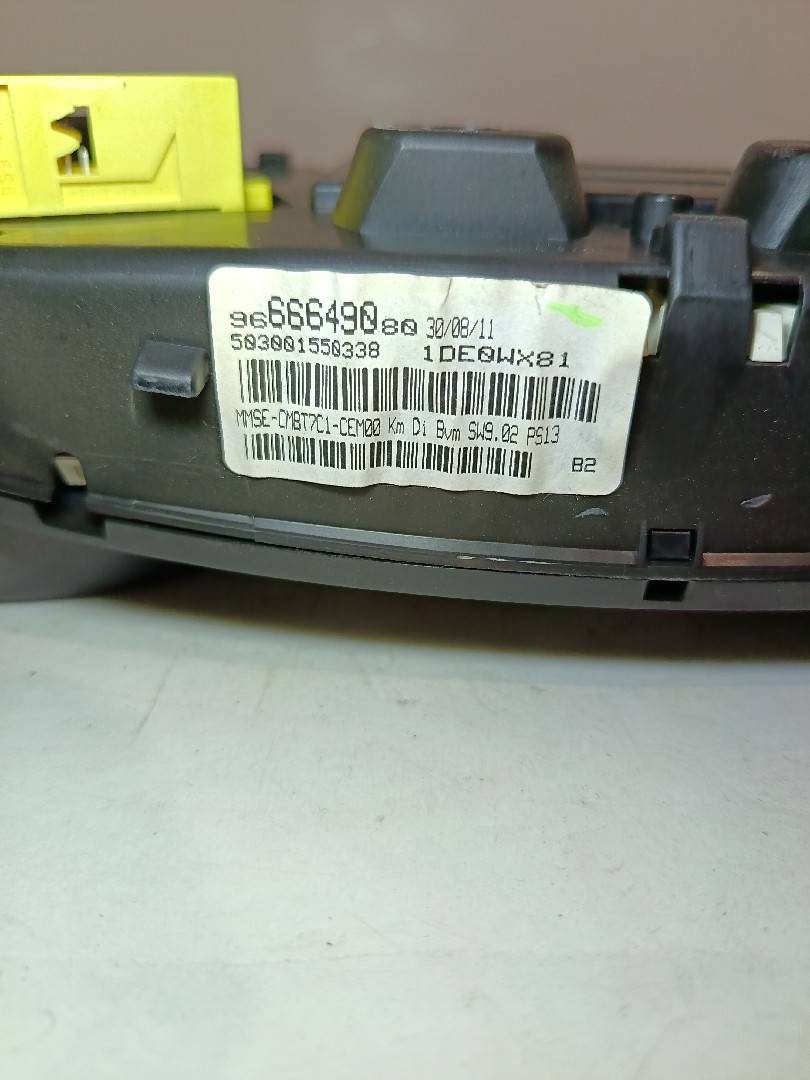 9666649080 30/08/11
503001550338 1DE0WX81
MMSE-CMBT7C1-CEM00 Km Di Bvm SW9.02 PS13
B2